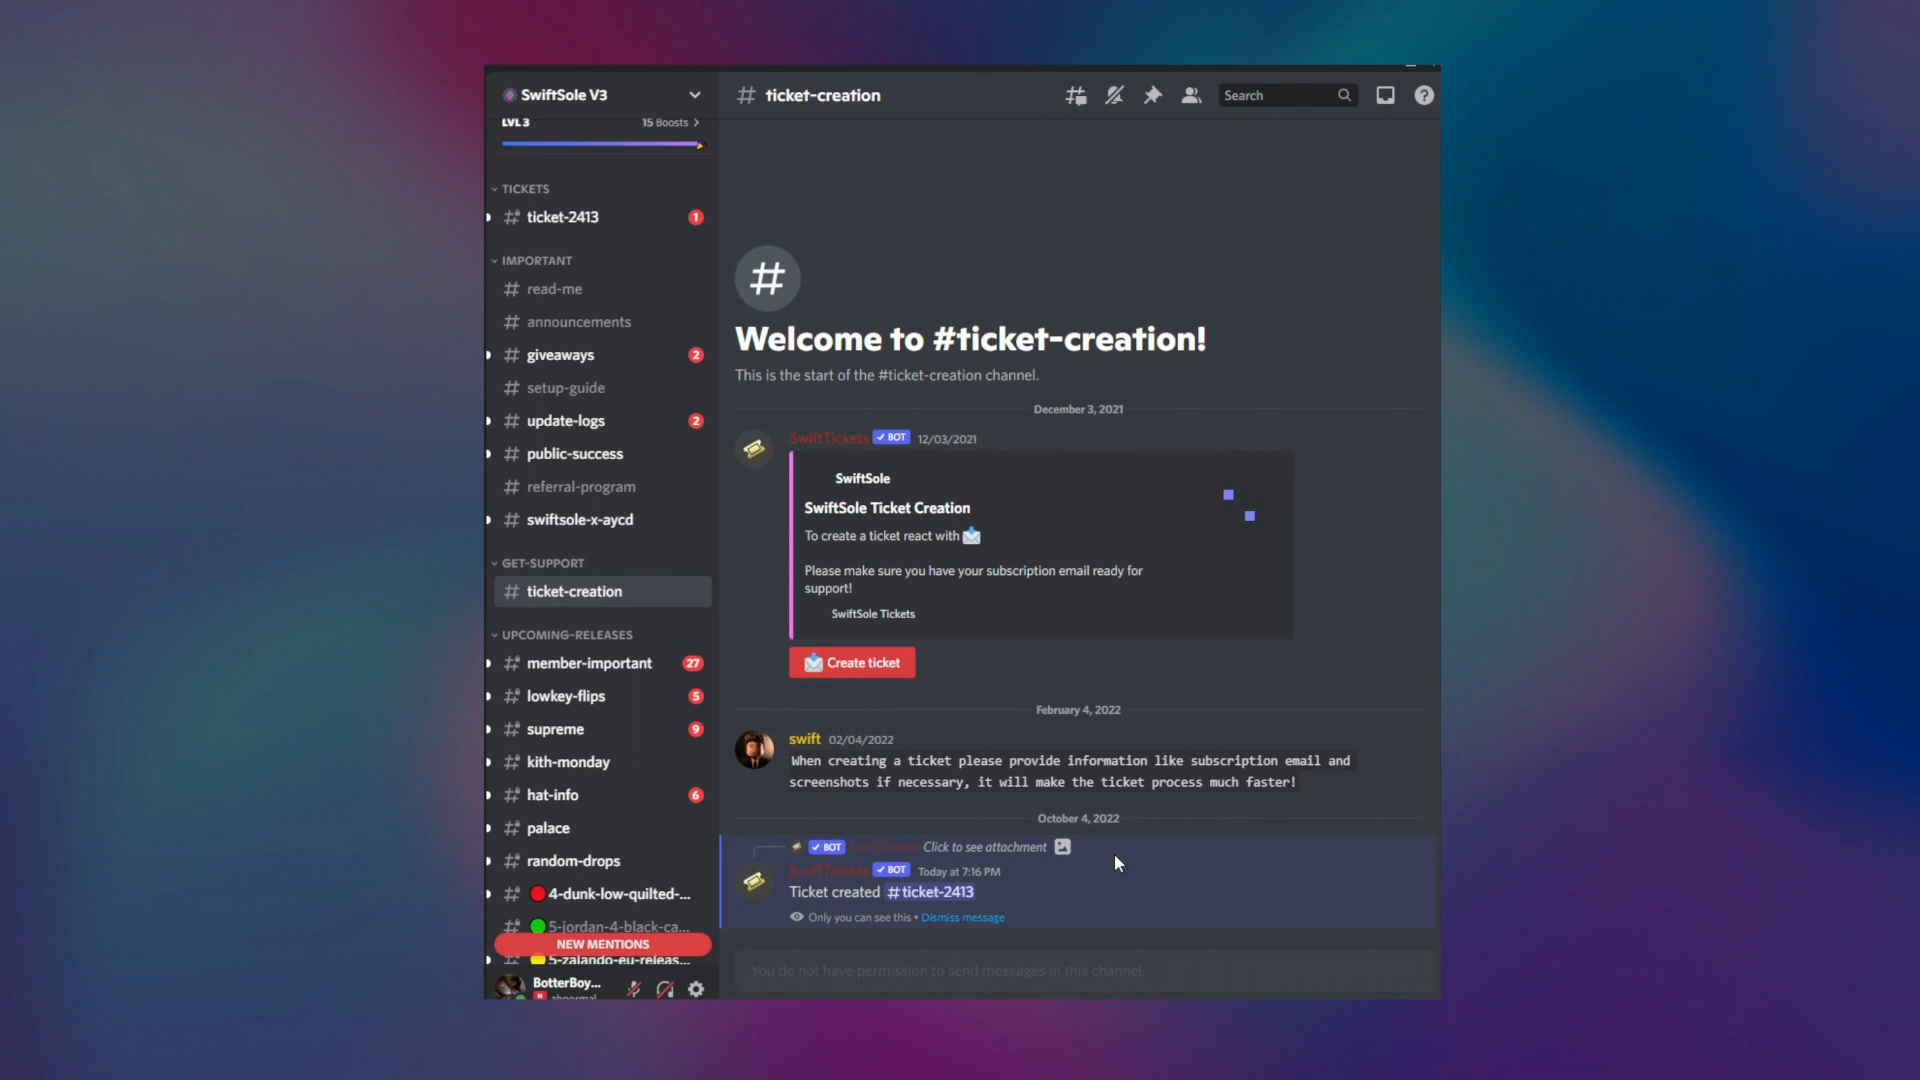 SwiftSole V3
LVL 3
15 Boosts
TICKETS
ticket-2413
1
IMPORTANT
read-me
announcements
giveaways
2
setup-guide
update-logs
2
public-success
referral-program
swiftsole-x-aycd
GET-SUPPORT
ticket-creation
UPCOMING-RELEASES
member-important
27
lowkey-flips
5
supreme
9
kith-monday
hat-info
6
palace
random-drops
4-dunk-low-quilted-...
5-jordan-4-black-ca...
NEW MENTIONS
5-zalando-eu-releas...
BotterBoy...
abnormal
# ticket-creation
Search
#
Welcome to #ticket-creation!
This is the start of the #ticket-creation channel.
December 3, 2021
SwiftTickets BOT 12/03/2021
SwiftSole
SwiftSole Ticket Creation
To create a ticket react with
Please make sure you have your subscription email ready for
support!
SwiftSole Tickets
Create ticket
February 4, 2022
swift 02/04/2022
When creating a ticket please provide information like subscription email and
screenshots if necessary, it will make the ticket process much faster!
October 4, 2022
BOT SwiftTickets Click to see attachment
SwiftTickets BOT Today at 7:16 PM
Ticket created #ticket-2413
Only you can see this • Dismiss message
You do not have permission to send messages in this channel.